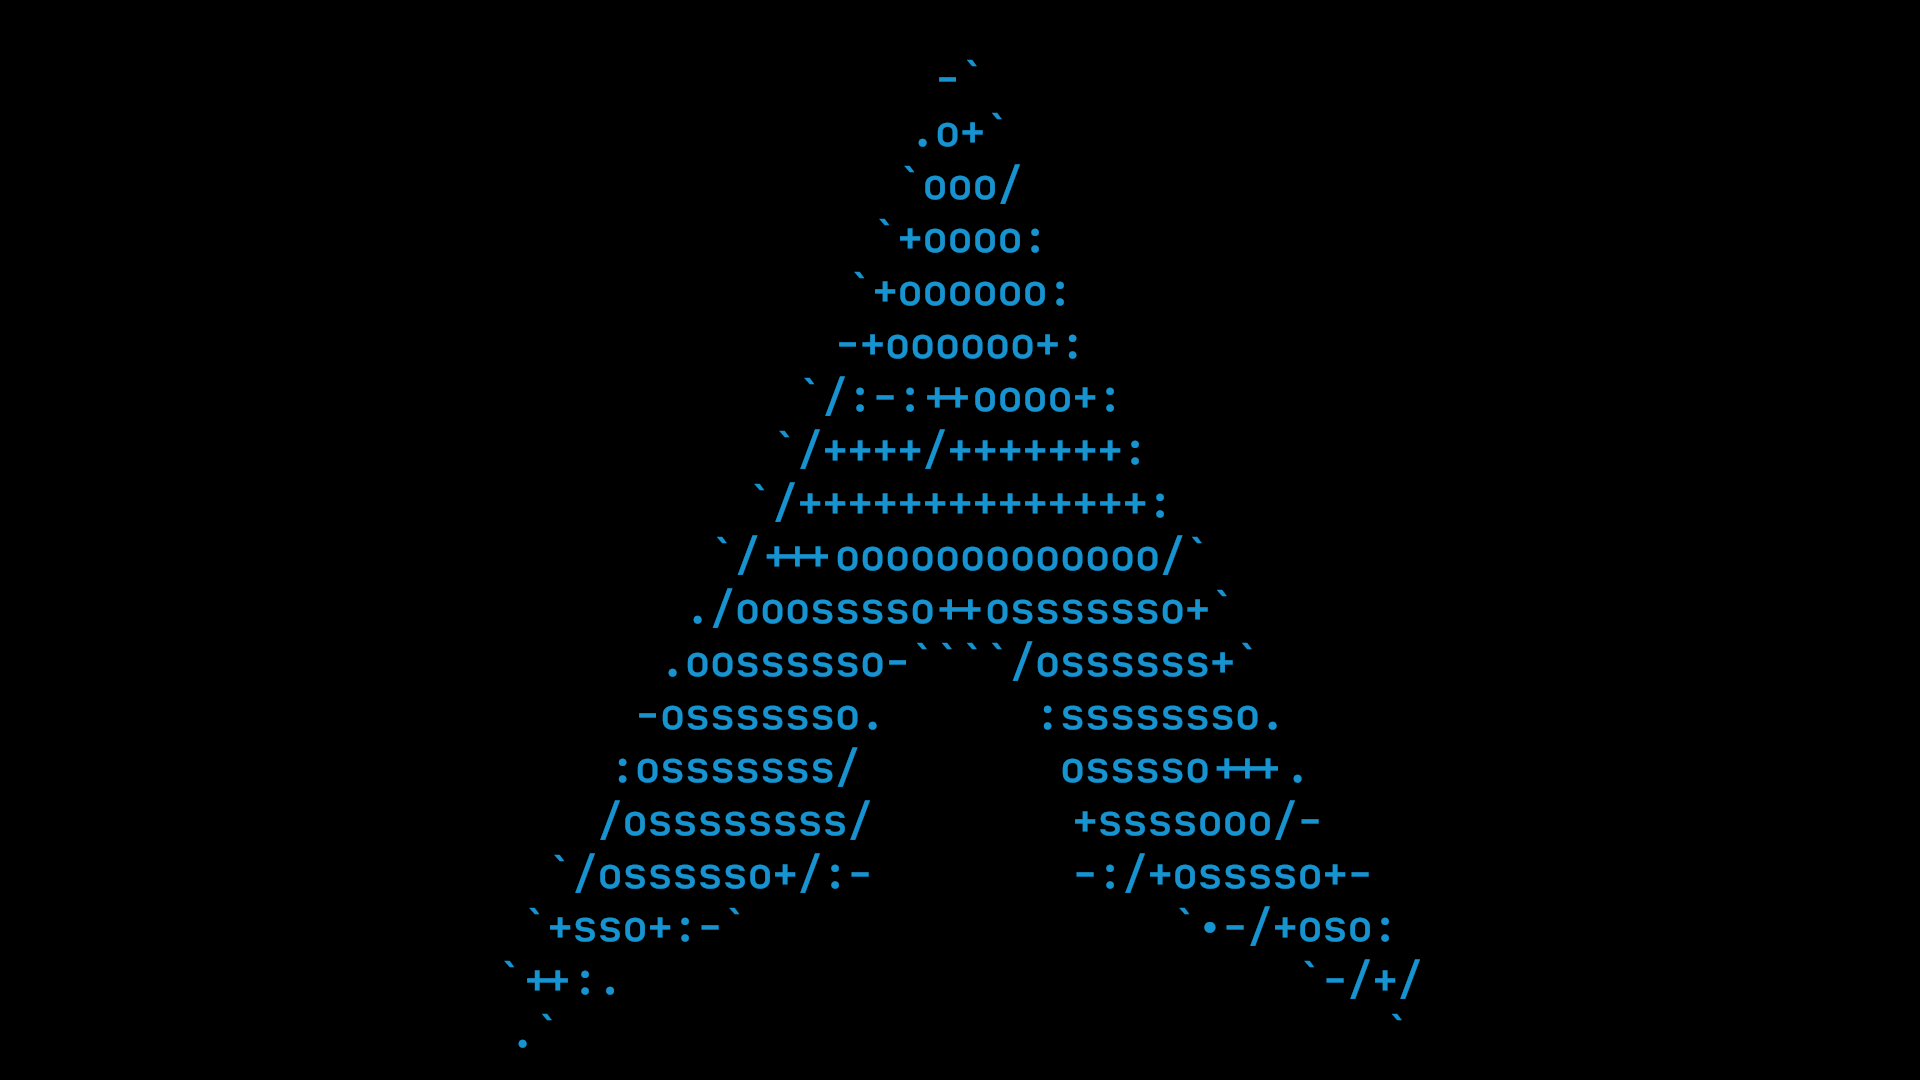 -`
.o+`
`ooo/
`+oooo:
`+oooooo:
-+oooooo+:
`/:-:++oooo+:
`/++++/+++++++:
`/++++++++++++++:
`/+++ooooooooooooo/`
./ooosssso++osssssso+`
.oossssso-````/ossssss+`
-osssssso.      :ssssssso.
:osssssss/        osssso+++.
/ossssssss/        +ssssooo/-
`/ossssso+/:-        -:/+osssso+-
`+sso+:-`                 `•-/+oso:
`++:.                           `-/+/
.`                                 `